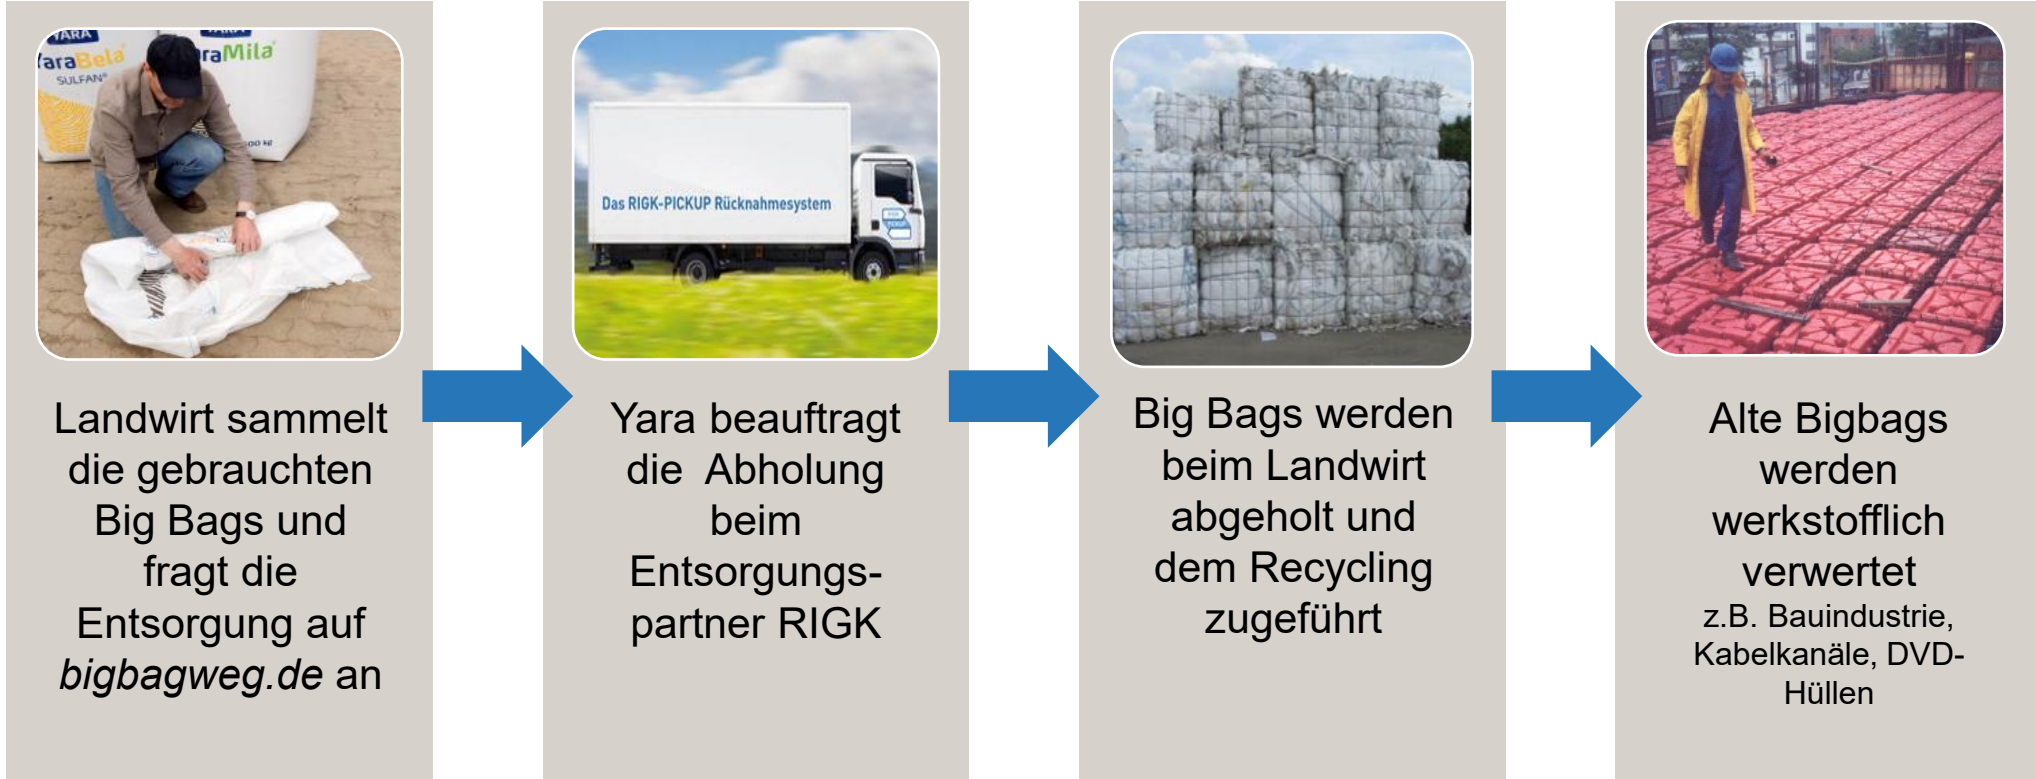 YARA
YARA
araBela
raMila
SULFAN®
Landwirt sammelt
die gebrauchten
Big Bags und
fragt die
Entsorgung auf
bigbagweg.de an
Das RIGK-PICKUP Rücknahmesystem
Yara beauftragt
die  Abholung
beim
Entsorgungs-
partner RIGK
Big Bags werden
beim Landwirt
abgeholt und
dem Recycling
zugeführt
Alte Bigbags
werden
werkstofflich
verwertet
z.B. Bauindustrie,
Kabelkanäle, DVD-
Hüllen